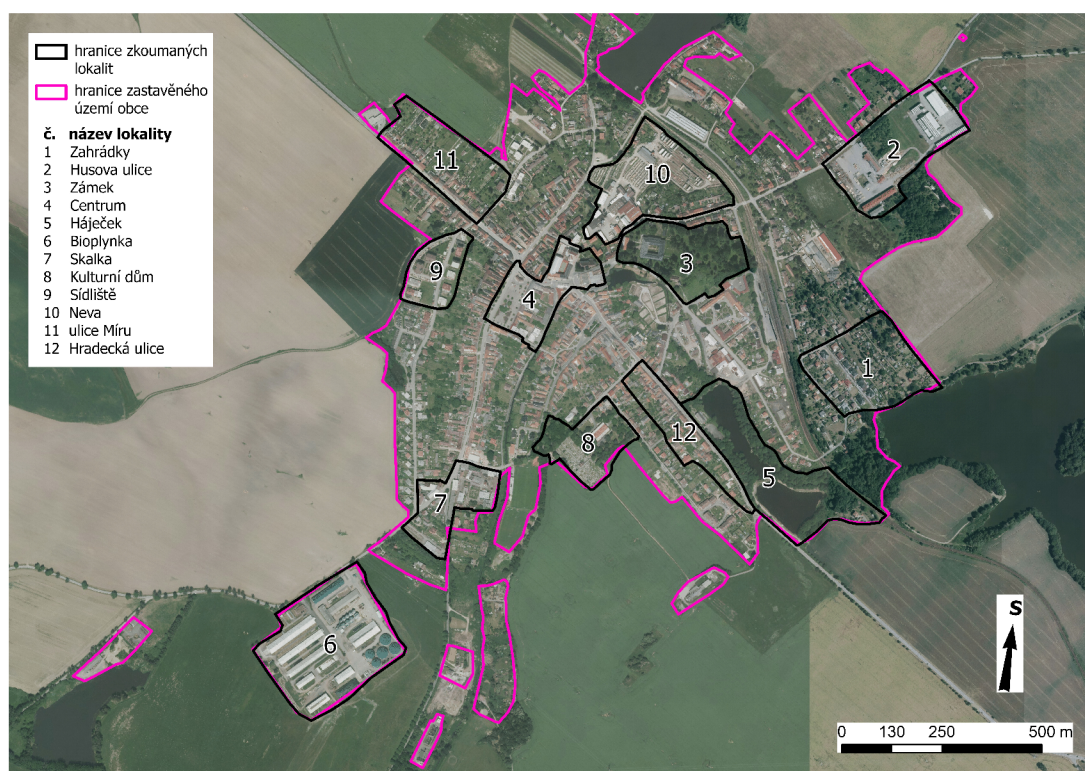 hranice zkoumaných
lokalit
hranice zastavěného
území obce
č. název lokality
1 Zahrádky
2 Husova ulice
3 Zámek
4 Centrum
5 Háječek
6 Bioplynka
7 Skalka
8 Kulturní dům
9 Sídliště
10 Neva
11 ulice Míru
12 Hradecká ulice
2
11
10
9
3
4
1
12
8
5
7
6
S
0 130 250 500 m